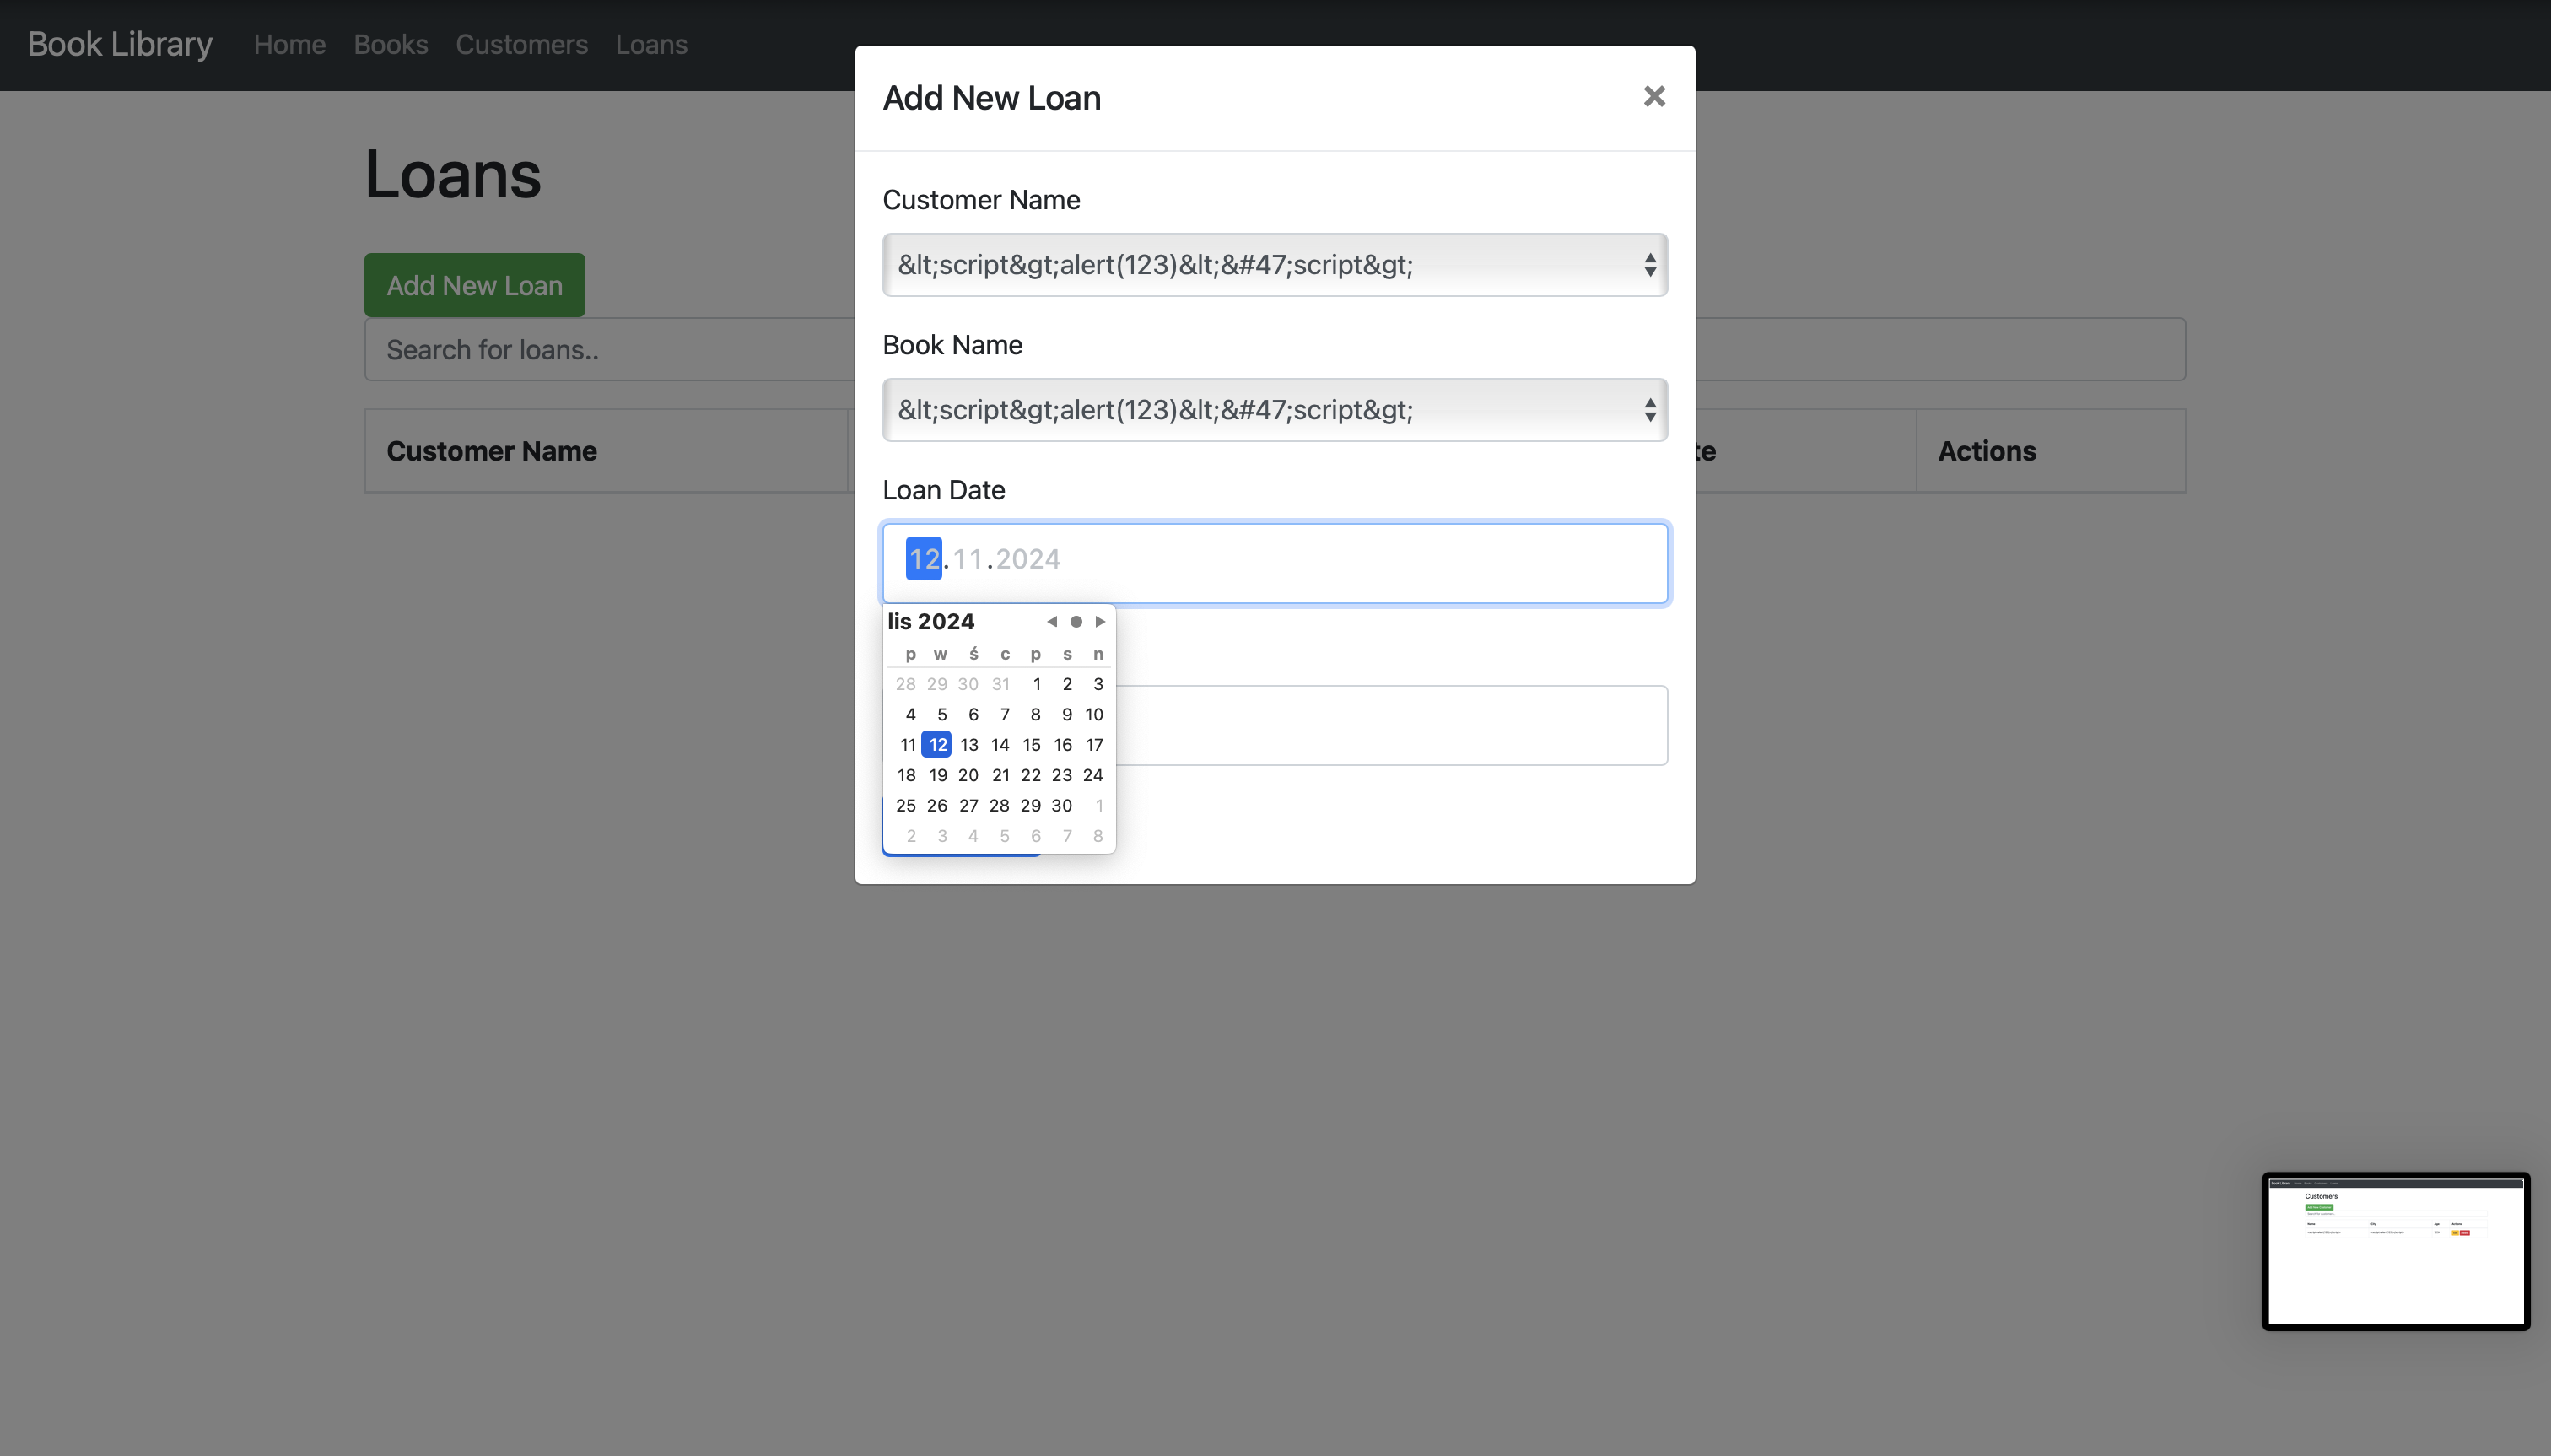 Book Library Home Books Customers Loans
Add New Loan
Loans
Customer Name
&lt;script&gt;alert(123)&lt;&#47;script&gt;
Add New Loan
Book Name
Search for loans..
&lt;script&gt;alert(123)&lt;&#47;script&gt;
Customer Name te Actions
Loan Date
12.11.2024
lis 2024
p w ś c p s n
28 29 30 31 1 2 3
4 5 6 7 8 9 10
11 12 13 14 15 16 17
18 19 20 21 22 23 24
25 26 27 28 29 30 1
2 3 4 5 6 7 8
Customers